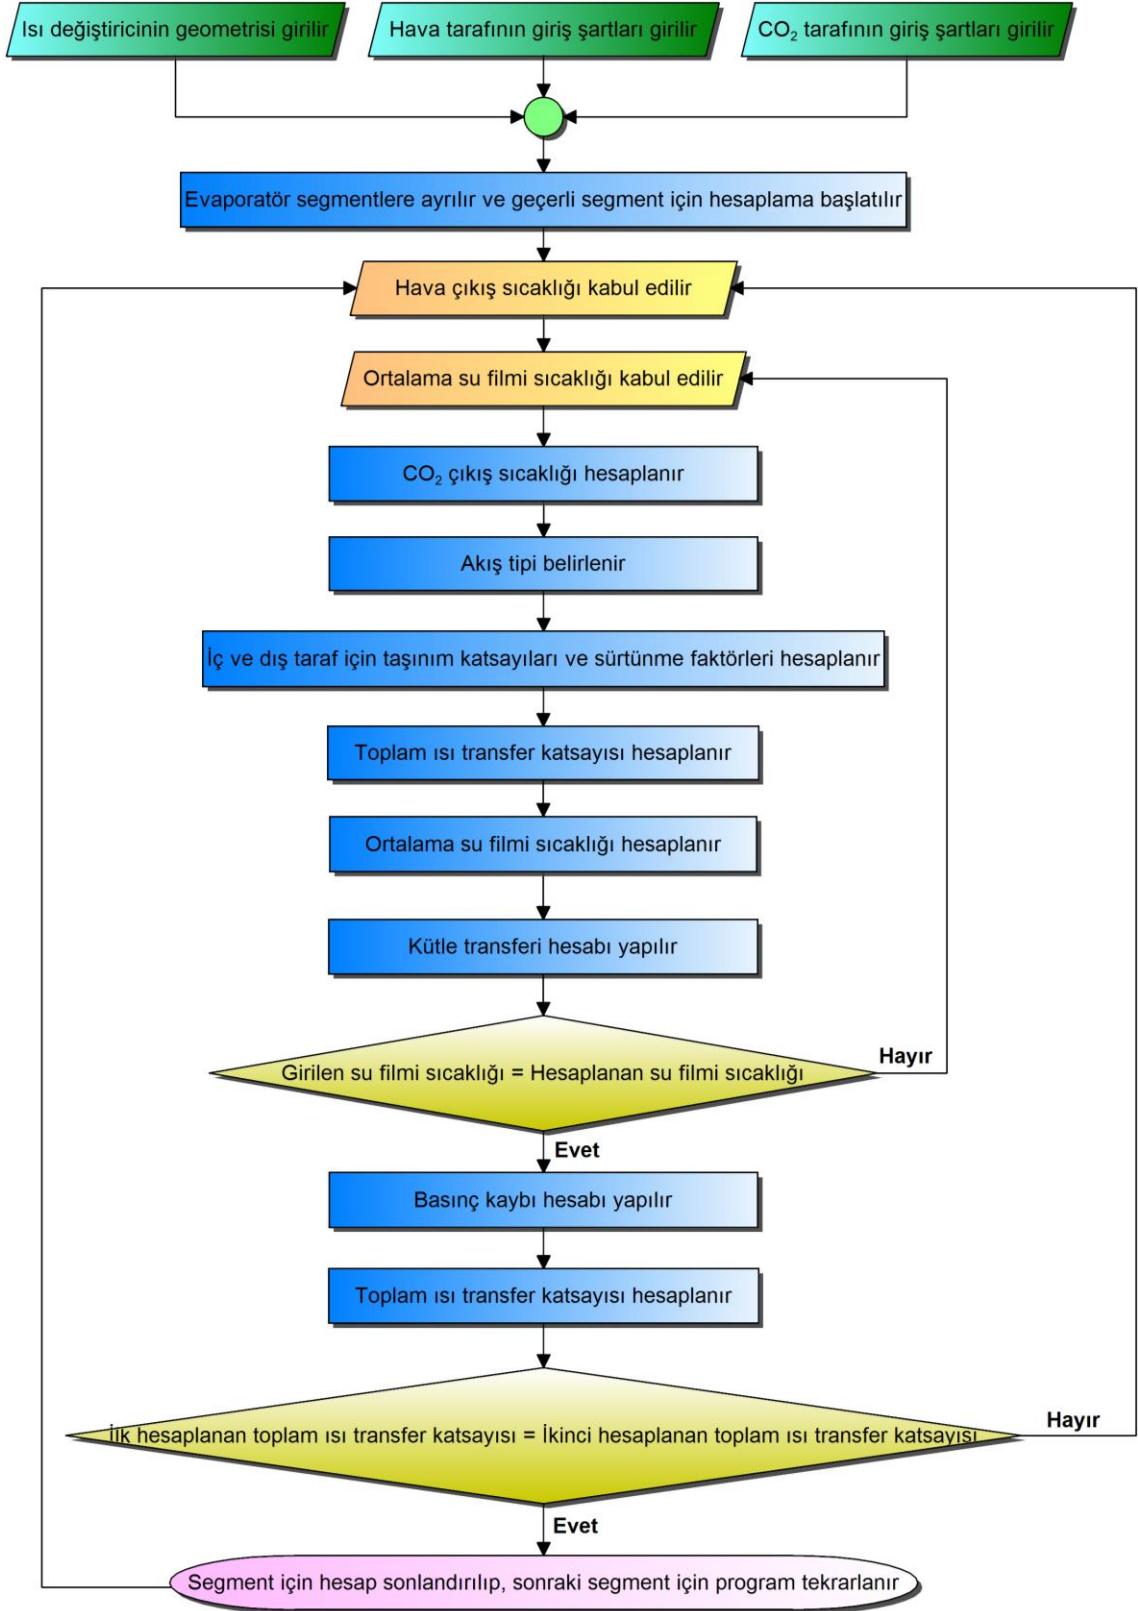 Isı değiştiricinin geometrisi girilir
Hava tarafının giriş şartları girilir
CO₂ tarafının giriş şartları girilir
Evaporatör segmentlere ayrılır ve geçerli segment için hesaplama başlatılır
Hava çıkış sıcaklığı kabul edilir
Ortalama su filmi sıcaklığı kabul edilir
CO₂ çıkış sıcaklığı hesaplanır
Akış tipi belirlenir
İç ve dış taraf için taşınım katsayıları ve sürtünme faktörleri hesaplanır
Toplam ısı transfer katsayısı hesaplanır
Ortalama su filmi sıcaklığı hesaplanır
Kütle transferi hesabı yapılır
Girilen su filmi sıcaklığı = Hesaplanan su filmi sıcaklığı
Hayır
Evet
Basınç kaybı hesabı yapılır
Toplam ısı transfer katsayısı hesaplanır
İlk hesaplanan toplam ısı transfer katsayısı = İkinci hesaplanan toplam ısı transfer katsayısı
Hayır
Evet
Segment için hesap sonlandırılıp, sonraki segment için program tekrarlanır